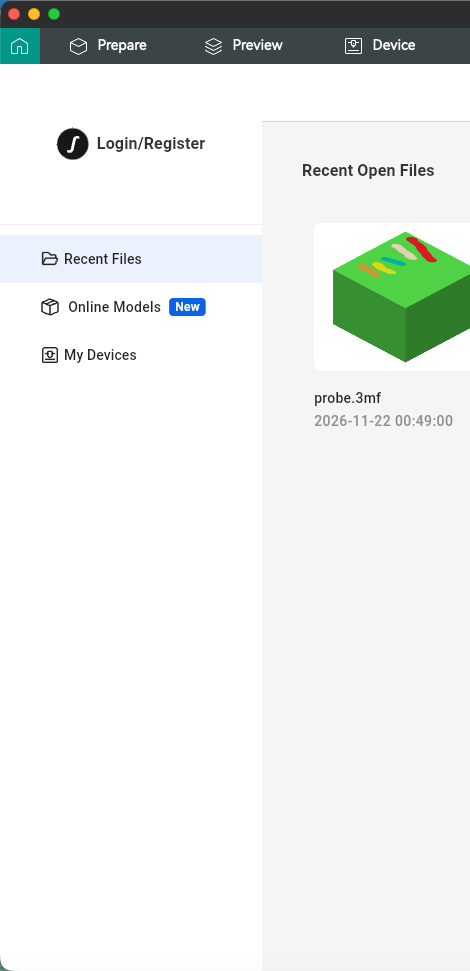 Prepare
Preview
Device
Login/Register
Recent Files
Online Models New
My Devices
Recent Open Files
probe.3mf
2026-11-22 00:49:00